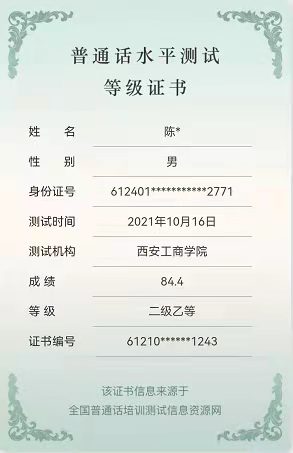 普通话水平测试
等级证书
姓 名 陈*
性 别 男
身份证号 612401***********2771
测试时间 2021年10月16日
测试机构 西安工商学院
成 绩 84.4
等 级 二级乙等
证书编号 61210******1243
该证书信息来源于
全国普通话培训测试信息资源网